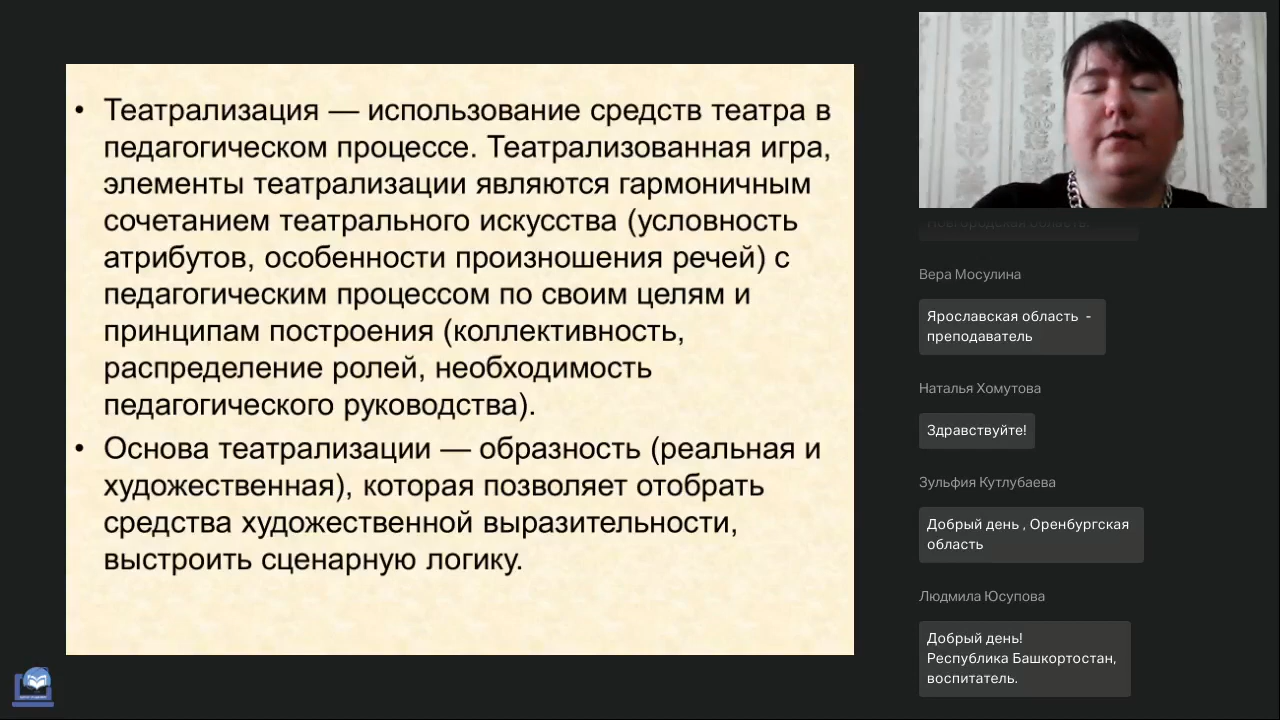 • Театрализация — использование средств театра в
педагогическом процессе. Театрализованная игра,
элементы театрализации являются гармоничным
сочетанием театрального искусства (условность
атрибутов, особенности произношения речей) с
педагогическим процессом по своим целям и
принципам построения (коллективность,
распределение ролей, необходимость
педагогического руководства).
• Основа театрализации — образность (реальная и
художественная), которая позволяет отобрать
средства художественной выразительности,
выстроить сценарную логику.
Новгородская область.
Вера Мосулина
Ярославская область -
преподаватель
Наталья Хомутова
Здравствуйте!
Зульфия Кутлубаева
Добрый день , Оренбургская
область
Людмила Юсупова
Добрый день!
Республика Башкортостан,
воспитатель.